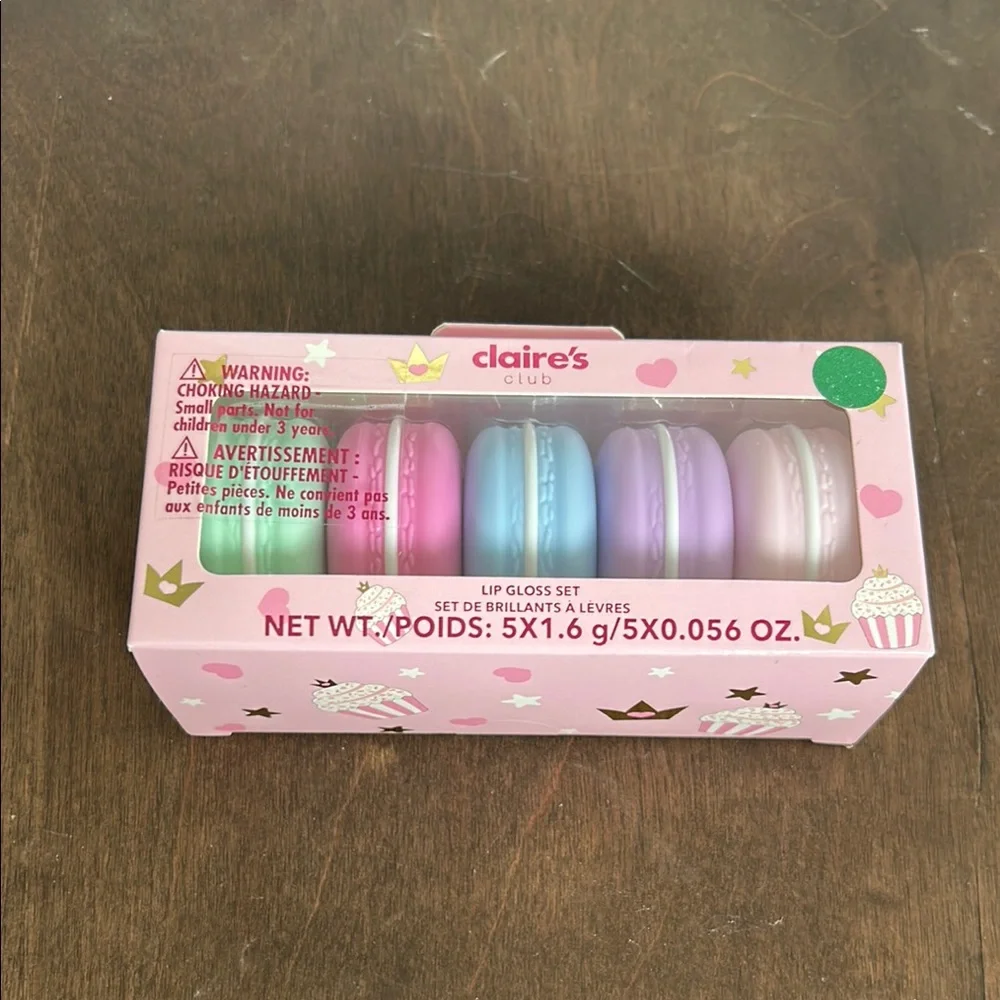 claire's
club
WARNING:
CHOKING HAZARD -
Small parts. Not for
children under 3 years.
AVERTISSEMENT :
RISQUE D'ÉTOUFFEMENT -
Petites pièces. Ne convient pas
aux enfants de moins de 3 ans.
LIP GLOSS SET
SET DE BRILLANTS À LÈVRES
NET WT./POIDS: 5X1.6 g/5X0.056 OZ.